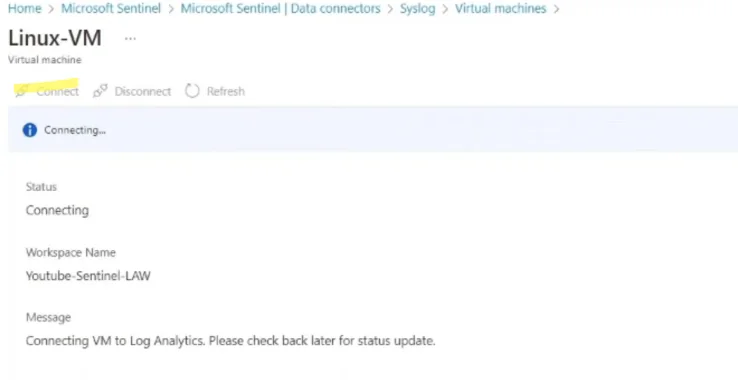 Home > Microsoft Sentinel > Microsoft Sentinel | Data connectors > Syslog > Virtual machines >
Linux-VM ...
Virtual machine
Connect Disconnect Refresh
Connecting...
Status
Connecting
Workspace Name
Youtube-Sentinel-LAW
Message
Connecting VM to Log Analytics. Please check back later for status update.